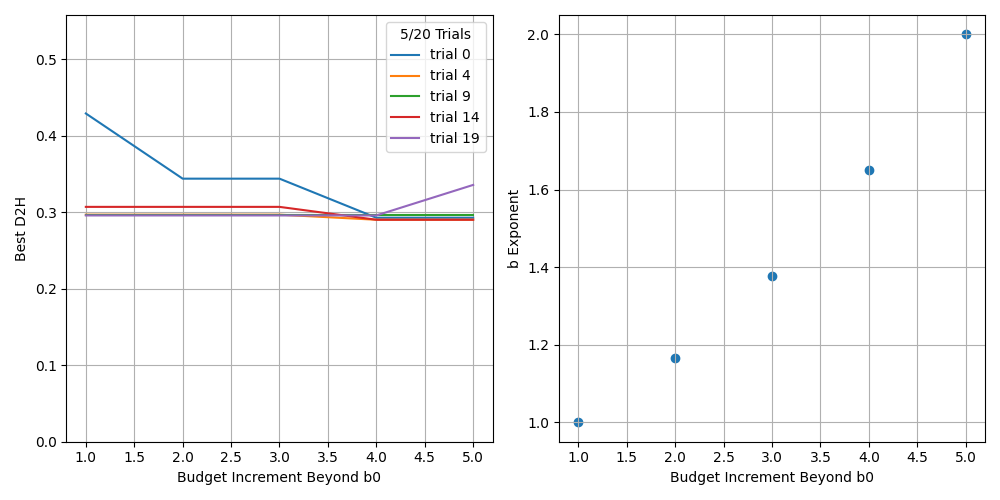 5/20 Trials
trial 0
trial 4
trial 9
trial 14
trial 19
0.5
0.4
0.3
0.2
0.1
0.0
Best D2H
1.0 1.5 2.0 2.5 3.0 3.5 4.0 4.5 5.0
Budget Increment Beyond b0
2.0
1.8
1.6
1.4
1.2
1.0
b Exponent
1.0 1.5 2.0 2.5 3.0 3.5 4.0 4.5 5.0
Budget Increment Beyond b0